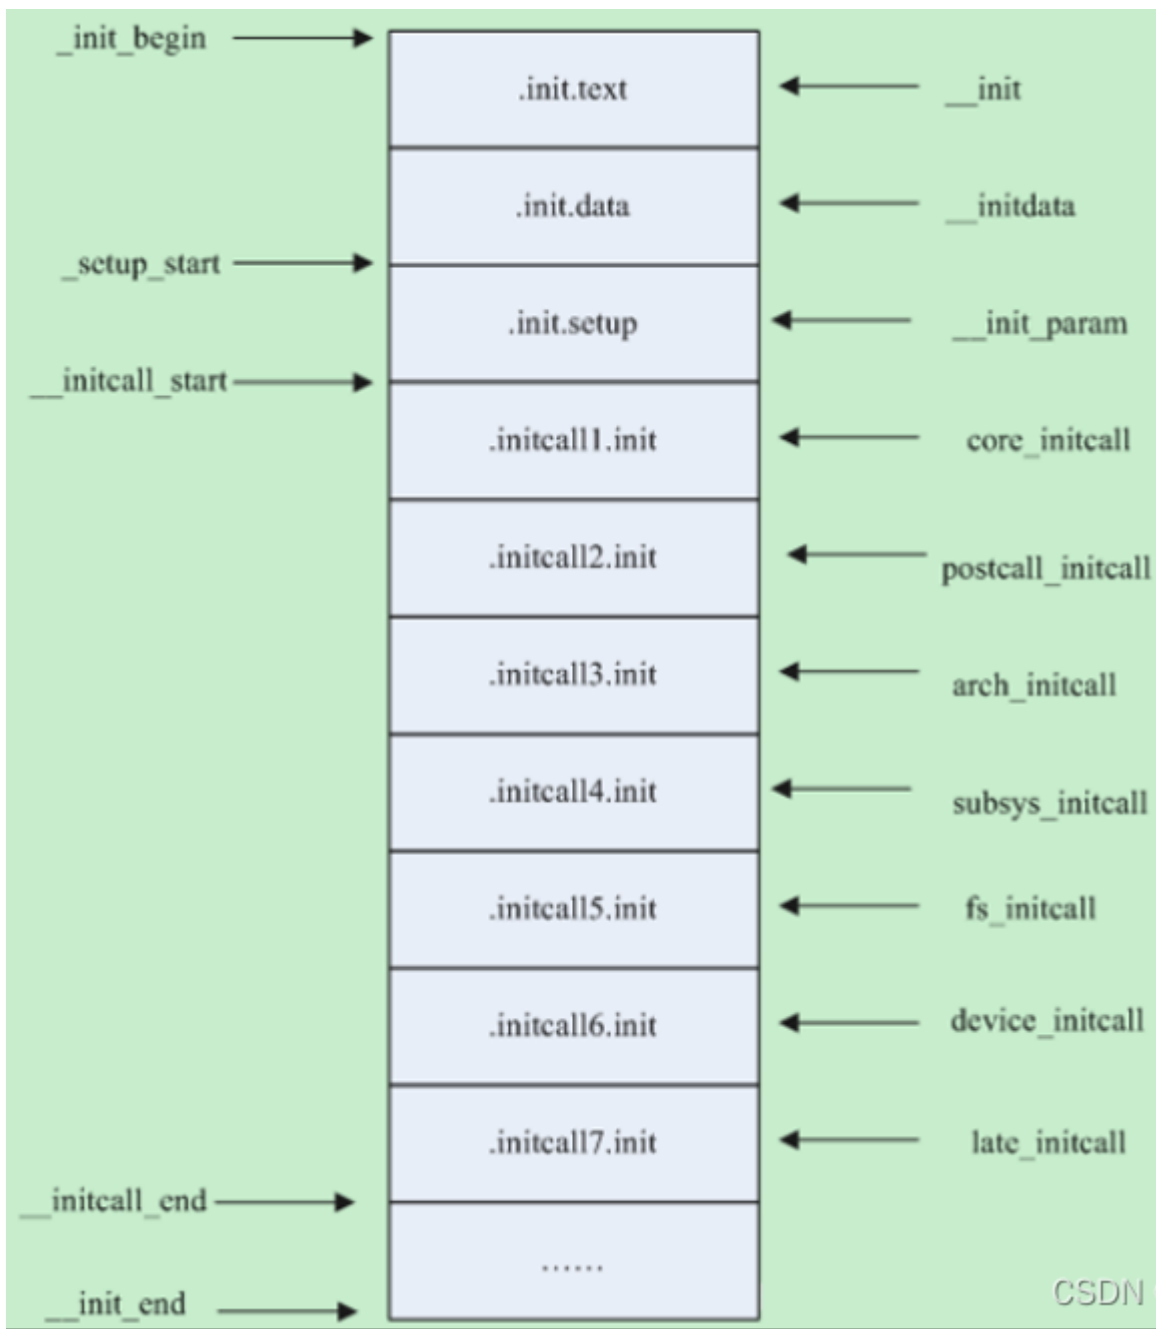 _init_begin
.init.text
__init
.init.data
__initdata
_setup_start
.init.setup
__init_param
__initcall_start
.initcall1.init
core_initcall
.initcall2.init
postcall_initcall
.initcall3.init
arch_initcall
.initcall4.init
subsys_initcall
.initcall5.init
fs_initcall
.initcall6.init
device_initcall
.initcall7.init
late_initcall
__initcall_end
......
CSDN
__init_end